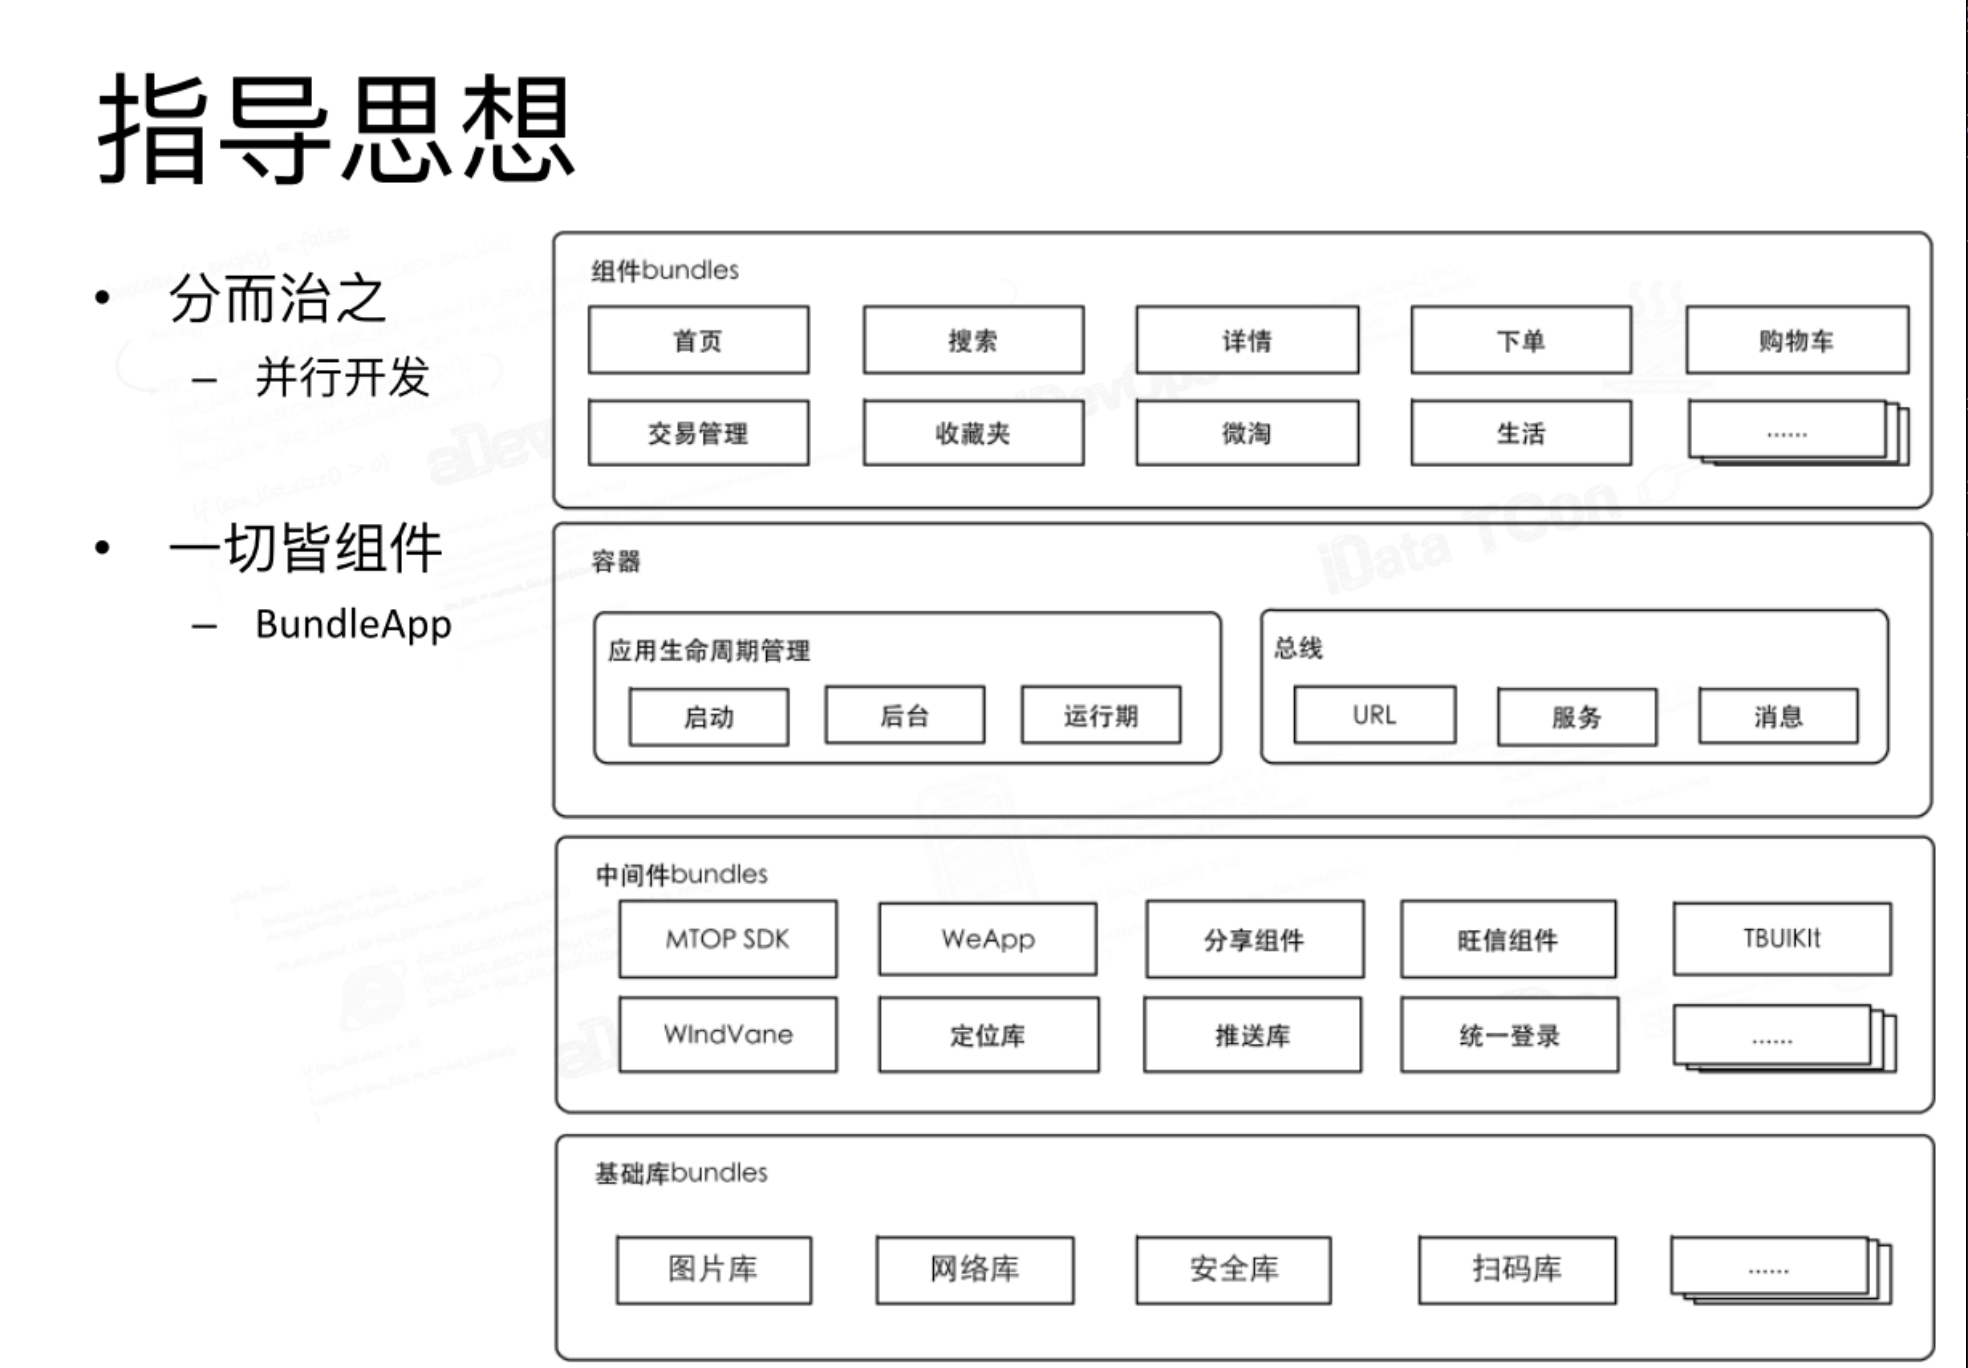 指导思想
• 分而治之
– 并行开发
• 一切皆组件
– BundleApp
组件bundles
首页 搜索 详情 下单 购物车
交易管理 收藏夹 微淘 生活 ······
容器
应用生命周期管理
启动 后台 运行期
总线
URL 服务 消息
中间件bundles
MTOP SDK WeApp 分享组件 旺信组件 TBUIKIt
WIndVane 定位库 推送库 统一登录 ······
基础库bundles
图片库 网络库 安全库 扫码库 ······
iData TCon